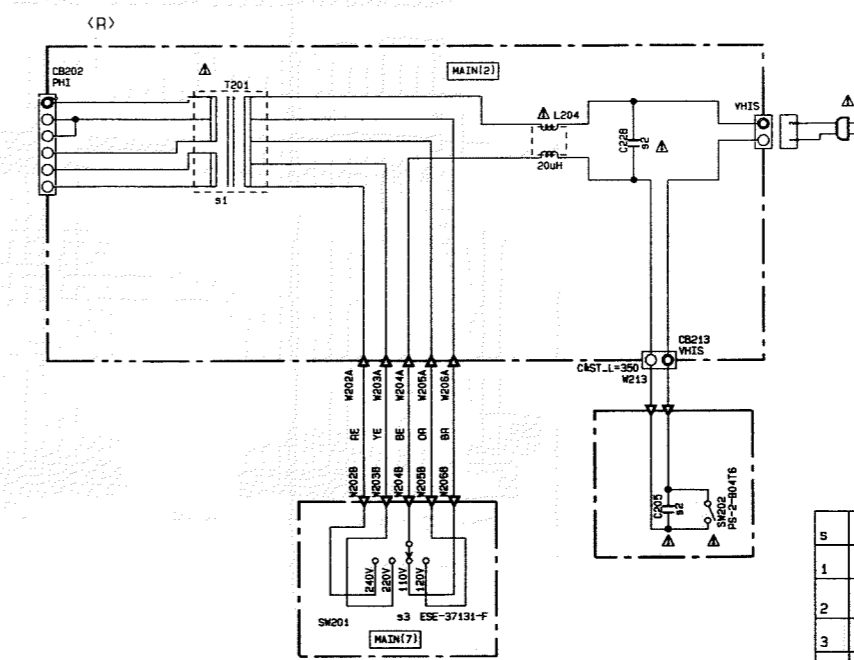 <R>
CB202
PHI
T201
MAIN(2)
L204
20uH
C228
s2
VHIS
s1
CB213
VHIS
C&ST_L=350
W213
W202A
W203A
W204A
W205A
W206A
RE
YE
BE
OR
BR
W202B
W203B
W204B
W205B
W206B
C205
s2
SW202
PS-2-B04T6
240V
220V
110V
120V
SW201
s3 ESE-37131-F
MAIN(7)
S
1
2
3